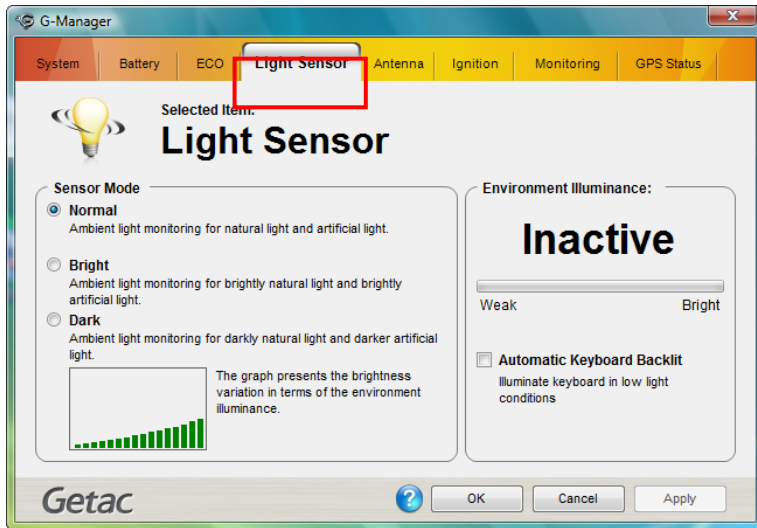 G-Manager
System Battery ECO Light Sensor Antenna Ignition Monitoring GPS Status
Selected Item:
Light Sensor
Sensor Mode
Normal
Ambient light monitoring for natural light and artificial light.
Bright
Ambient light monitoring for brightly natural light and brightly
artificial light.
Dark
Ambient light monitoring for darkly natural light and darker artificial
light.
The graph presents the brightness
variation in terms of the environment
illuminance.
Environment Illuminance:
Inactive
Weak Bright
Automatic Keyboard Backlit
Illuminate keyboard in low light
conditions
Getac
? OK Cancel Apply